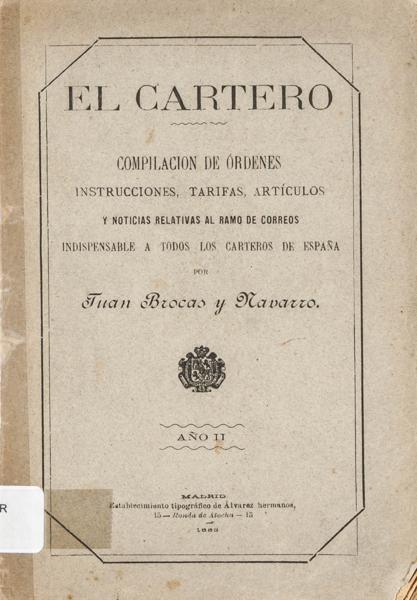 EL CARTERO
COMPILACION DE ÓRDENES
INSTRUCCIONES, TARIFAS, ARTÍCULOS
Y NOTICIAS RELATIVAS AL RAMO DE CORREOS
INDISPENSABLE A TODOS LOS CARTEROS DE ESPAÑA
POR
Juan Brocas y Navarro.
AÑO II
MADRID
Establecimiento tipográfico de Álvarez hermanos,
15 — Ronda de Atocha — 15
R